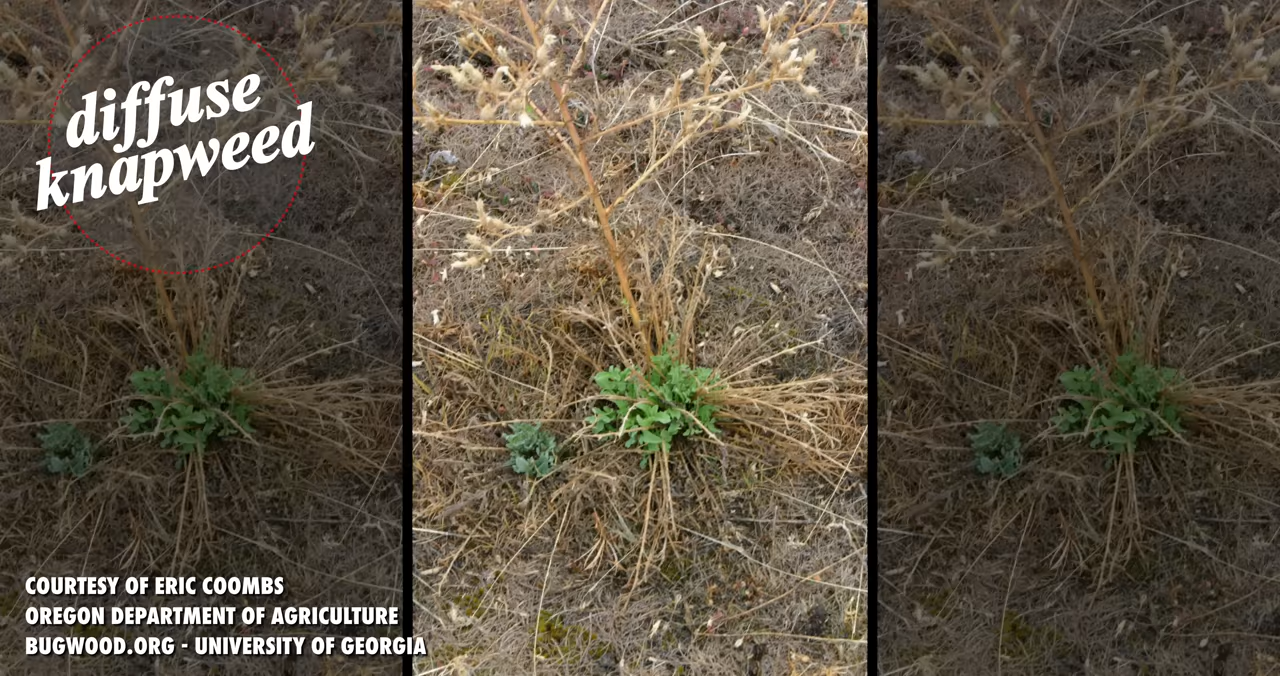 diffuse
knapweed
COURTESY OF ERIC COOMBS
OREGON DEPARTMENT OF AGRICULTURE
BUGWOOD.ORG - UNIVERSITY OF GEORGIA